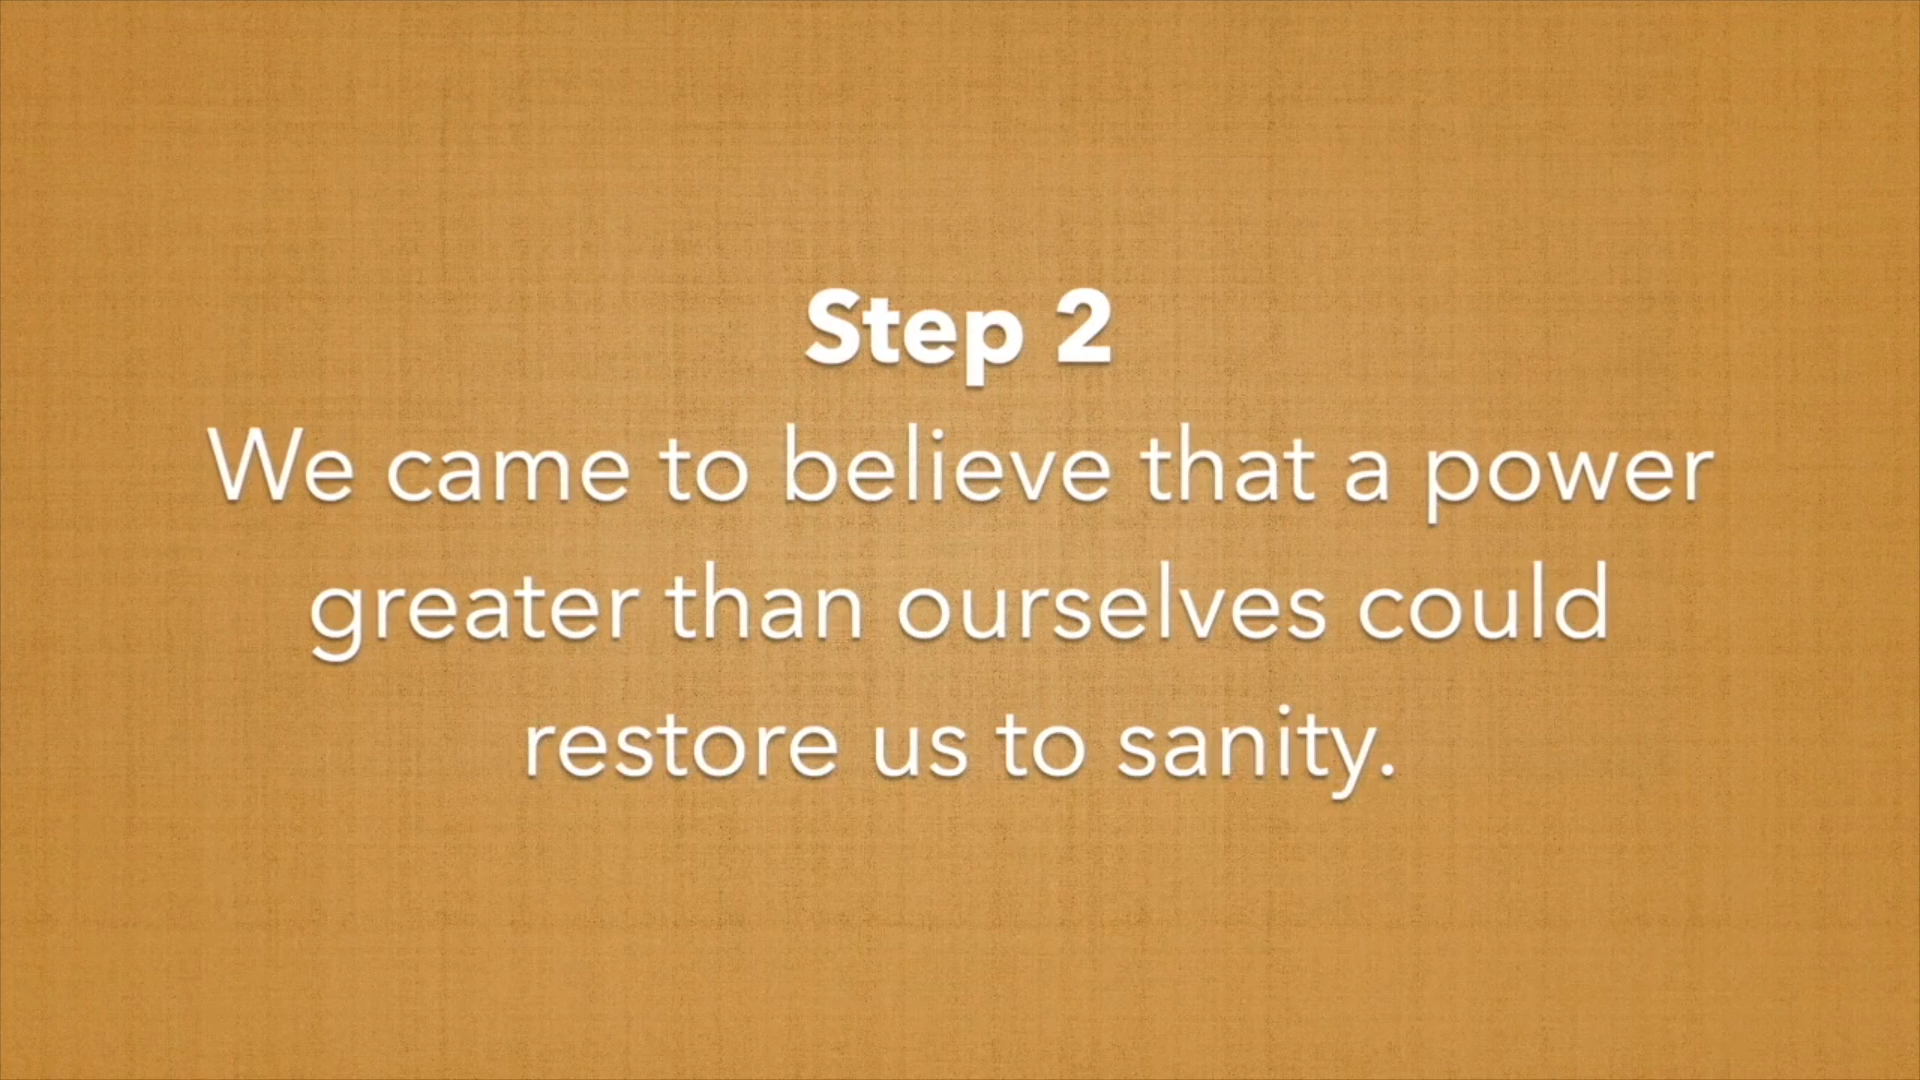 Step 2
We came to believe that a power
greater than ourselves could
restore us to sanity.